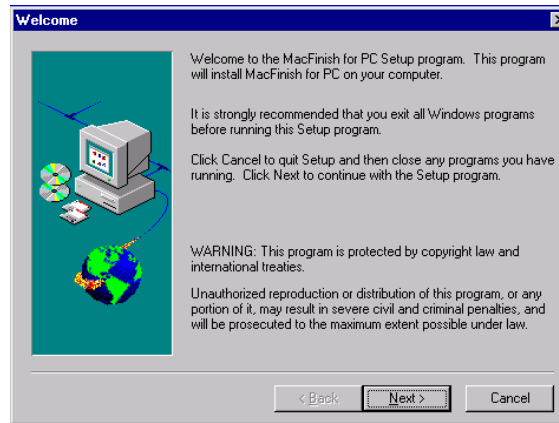 Welcome
Welcome to the MacFinish for PC Setup program. This program
will install MacFinish for PC on your computer.
It is strongly recommended that you exit all Windows programs
before running this Setup program.
Click Cancel to quit Setup and then close any programs you have
running. Click Next to continue with the Setup program.
WARNING: This program is protected by copyright law and
international treaties.
Unauthorized reproduction or distribution of this program, or any
portion of it, may result in severe civil and criminal penalties, and
will be prosecuted to the maximum extent possible under law.
< Back
Next >
Cancel